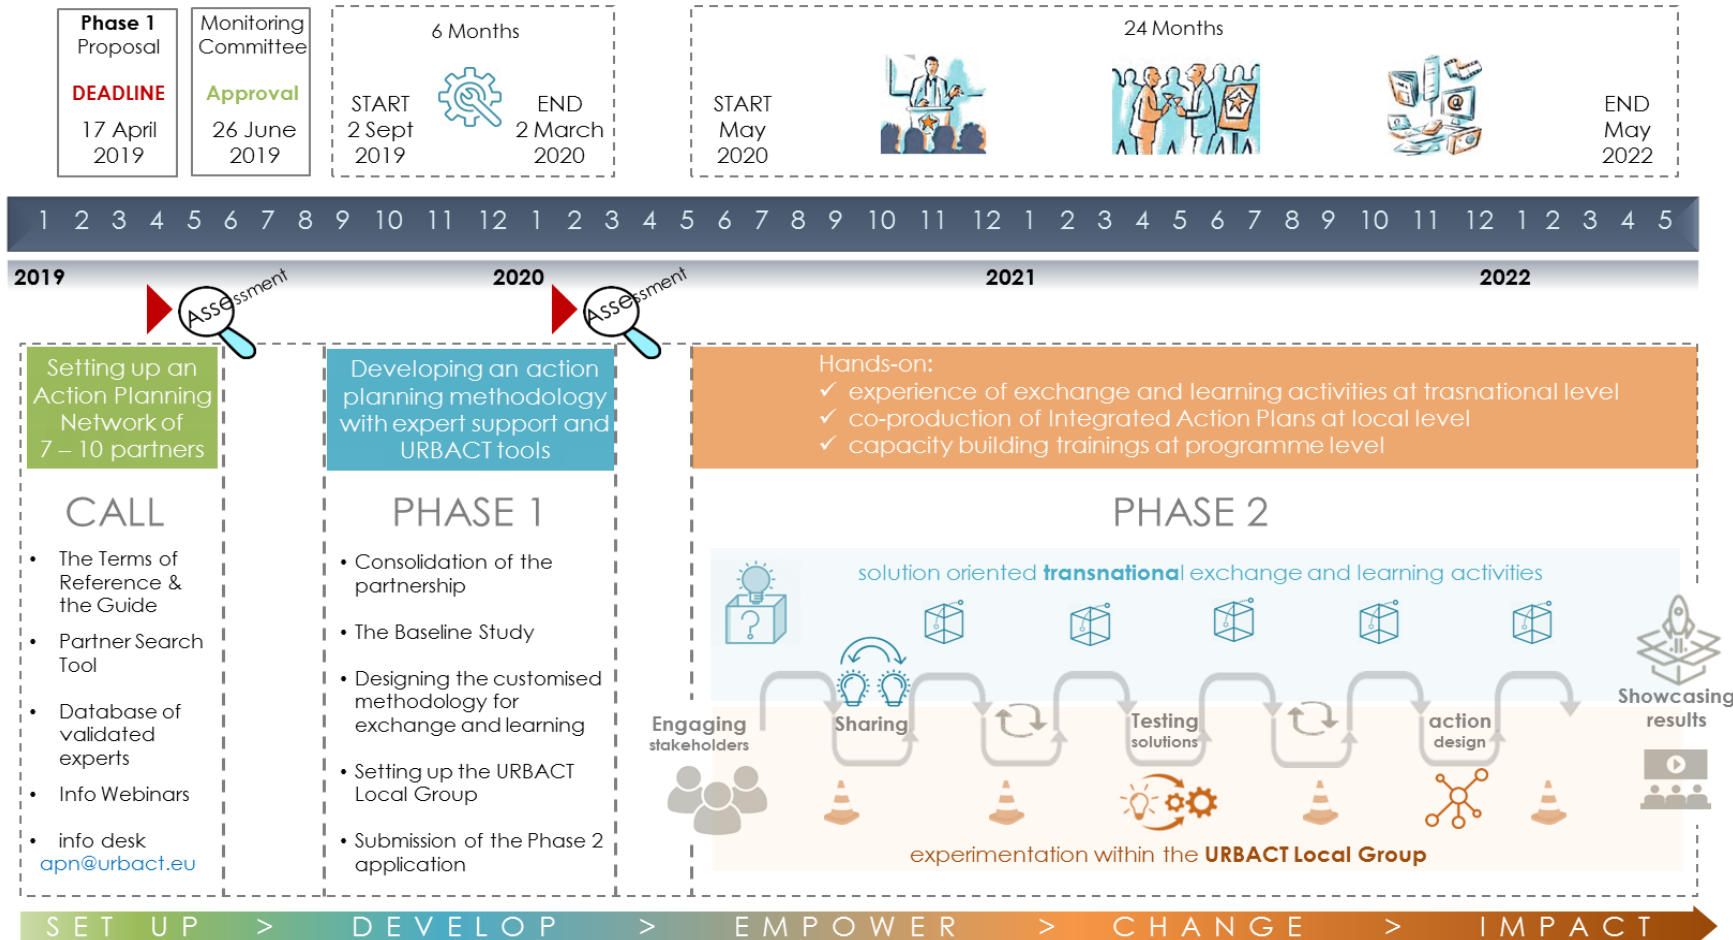 Phase 1
Proposal
DEADLINE
17 April
2019
Monitoring
Committee
Approval
26 June
2019
6 Months
START
2 Sept
2019
END
2 March
2020
24 Months
START
May
2020
@
END
May
2022
1 2 3 4 5 6 7 8 9 10 11 12 1 2 3 4 5 6 7 8 9 10 11 12 1 2 3 4 5 6 7 8 9 10 11 12 1 2 3 4 5
2019 2020 2021 2022
Assessment
Assessment
Setting up an
Action Planning
Network of
7 – 10 partners
CALL
• The Terms of
Reference &
the Guide
• Partner Search
Tool
• Database of
validated
experts
• Info Webinars
• info desk
apn@urbact.eu
Developing an action
planning methodology
with expert support and
URBACT tools
PHASE 1
• Consolidation of the
partnership
• The Baseline Study
• Designing the customised
methodology for
exchange and learning
• Setting up the URBACT
Local Group
• Submission of the Phase 2
application
Hands-on:
✓ experience of exchange and learning activities at trasnational level
✓ co-production of Integrated Action Plans at local level
✓ capacity building trainings at programme level
PHASE 2
solution oriented transnational exchange and learning activities
?
Engaging
stakeholders
Sharing
Testing
solutions
action
design
Showcasing
results
experimentation within the URBACT Local Group
SET UP > DEVELOP > EMPOWER > CHANGE > IMPACT